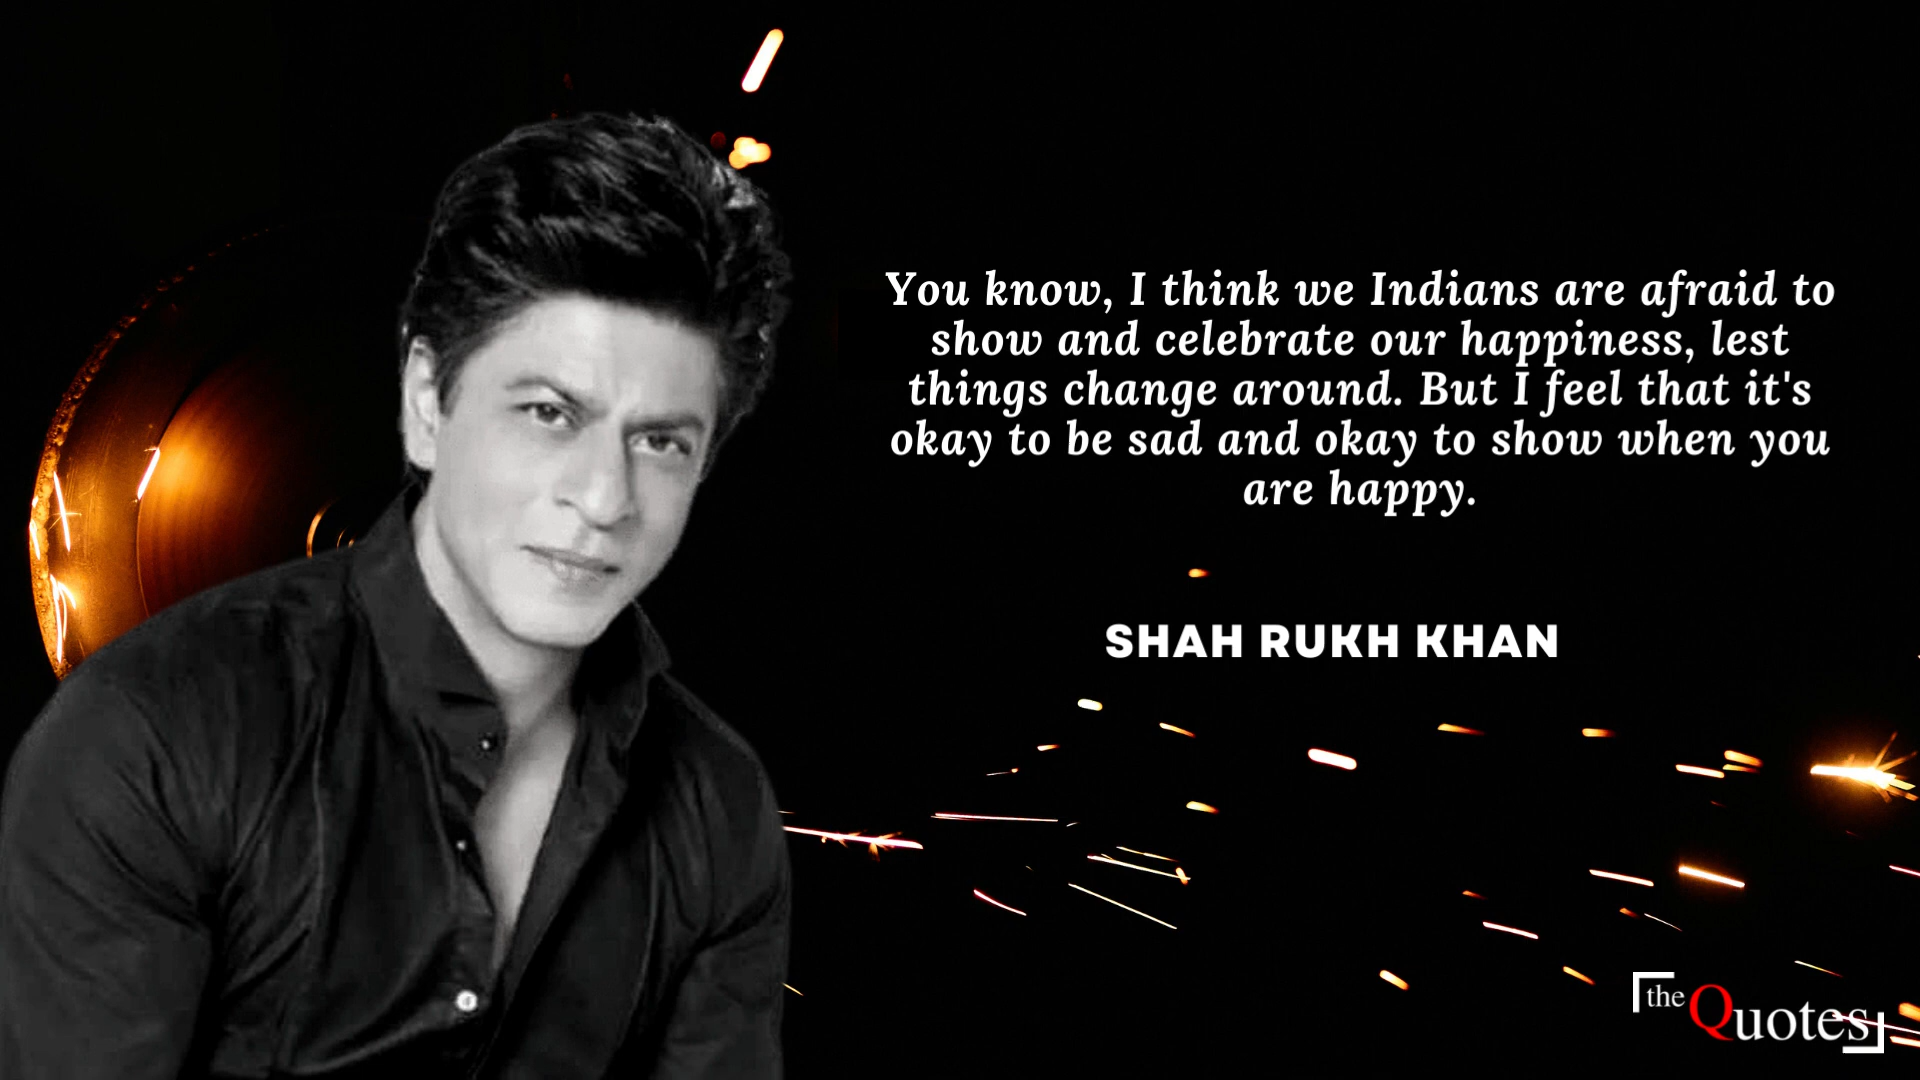 You know, I think we Indians are afraid to
show and celebrate our happiness, lest
things change around. But I feel that it's
okay to be sad and okay to show when you
are happy.
SHAH RUKH KHAN
the Quotes